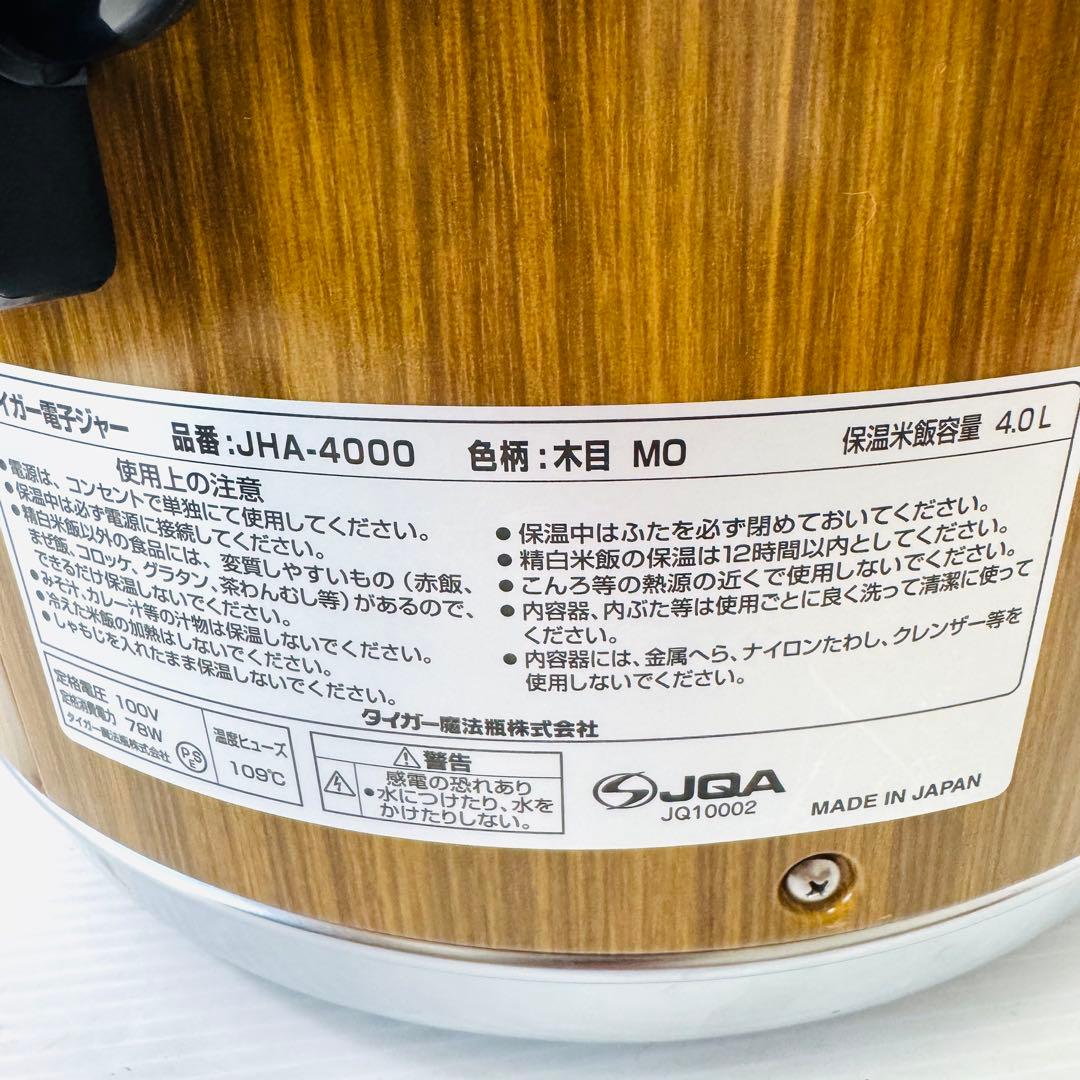 イガー電子ジャー 品番:JHA-4000 色柄:木目 MO 保温米飯容量 4.0L
使用上の注意
●電源は、コンセントで単独にて使用してください。
●保温中は必ず電源に接続してください。
●精白米飯以外の食品には、変質しやすいもの（赤飯、
まぜ飯、コロッケ、グラタン、茶わんむし等）があるので、
できるだけ保温しないでください。
●みそ汁、カレー汁等の汁物は保温しないでください。
●冷えた米飯の加熱はしないでください。
●しゃもじを入れたまま保温しないでください。
●保温中はふたを必ず閉めておいてください。
●精白米飯の保温は12時間以内としてください。
●こんろ等の熱源の近くで使用しないでください。
●内容器、内ぶた等は使用ごとに良く洗って清潔に使って
ください。
●内容器には、金属へら、ナイロンたわし、クレンザー等を
使用しないでください。
タイガー魔法瓶株式会社
定格電圧 100V
定格消費電力 78W
タイガー魔法瓶株式会社
PSE
温度ヒューズ
109℃
警告
感電の恐れあり
●水につけたり、水を
かけたりしない。
JQA
JQ10002
MADE IN JAPAN